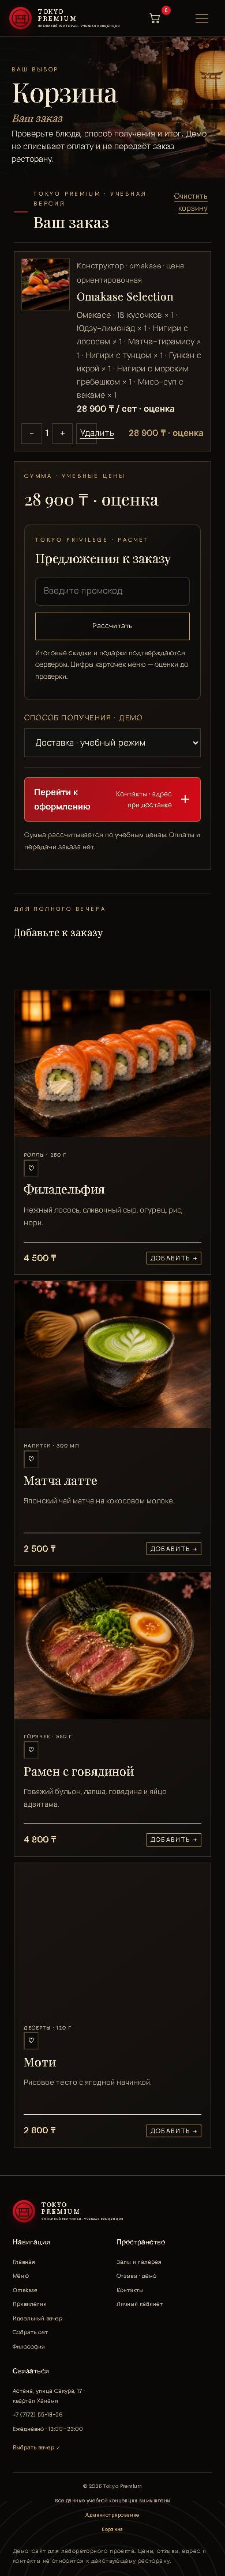 TOKYO
PREMIUM
ЯПОНСКИЙ РЕСТОРАН · УЧЕБНАЯ КОНЦЕПЦИЯ
ВАШ ВЫБОР
Корзина
Ваш заказ
Проверьте блюда, способ получения и итог. Демо
не списывает оплату и не передаёт заказ
ресторану.
TOKYO PREMIUM · УЧЕБНАЯ
ВЕРСИЯ
Ваш заказ
Очистить
корзину
Конструктор · omakase · цена
ориентировочная
Omakase Selection
Омакасе · 18 кусочков × 1 ·
Юдзу-лимонад × 1 · Нигири с
лососем × 1 · Матча-тирамису ×
1 · Нигири с тунцом × 1 · Гункан с
икрой × 1 · Нигири с морским
гребешком × 1 · Мисо-суп с
вакаме × 1
28 900 ₸ / сет · оценка
− 1 + Удалить 28 900 ₸ · оценка
СУММА · УЧЕБНЫЕ ЦЕНЫ
28 900 ₸ · оценка
TOKYO PRIVILEGE · РАСЧЁТ
Предложения к заказу
Введите промокод
Рассчитать
Итоговые скидки и подарки подтверждаются
сервером. Цифры карточек меню — оценки до
проверки.
СПОСОБ ПОЛУЧЕНИЯ · ДЕМО
Доставка · учебный режим
Перейти к
оформлению
Контакты · адрес
при доставке
+
Сумма рассчитывается по учебным ценам. Оплаты и
передачи заказа нет.
ДЛЯ ПОЛНОГО ВЕЧЕРА
Добавьте к заказу
РОЛЛЫ · 280 Г
Филадельфия
Нежный лосось, сливочный сыр, огурец, рис,
нори.
4 500 ₸ ДОБАВИТЬ +
НАПИТКИ · 300 МЛ
Матча латте
Японский чай матча на кокосовом молоке.
2 500 ₸ ДОБАВИТЬ +
ГОРЯЧЕЕ · 550 Г
Рамен с говядиной
Говяжий бульон, лапша, говядина и яйцо
адзитама.
4 800 ₸ ДОБАВИТЬ +
ДЕСЕРТЫ · 120 Г
Моти
Рисовое тесто с ягодной начинкой.
2 800 ₸ ДОБАВИТЬ +
TOKYO
PREMIUM
ЯПОНСКИЙ РЕСТОРАН · УЧЕБНАЯ КОНЦЕПЦИЯ
Навигация
Главная
Меню
Omakase
Привилегии
Идеальный вечер
Собрать сет
Философия
Пространство
Залы и галерея
Отзывы · демо
Контакты
Личный кабинет
Связаться
Астана, улица Сакура, 17 ·
квартал Ханами
+7 (7172) 55-18-26
Ежедневно · 12:00–23:00
Выбрать вечер ↗
© 2026 Tokyo Premium
Все данные учебной концепции вымышлены
Администрирование
Корзина
Демо-сайт для лабораторного проекта. Цены, отзывы, адрес и
контакты не относятся к действующему ресторану.